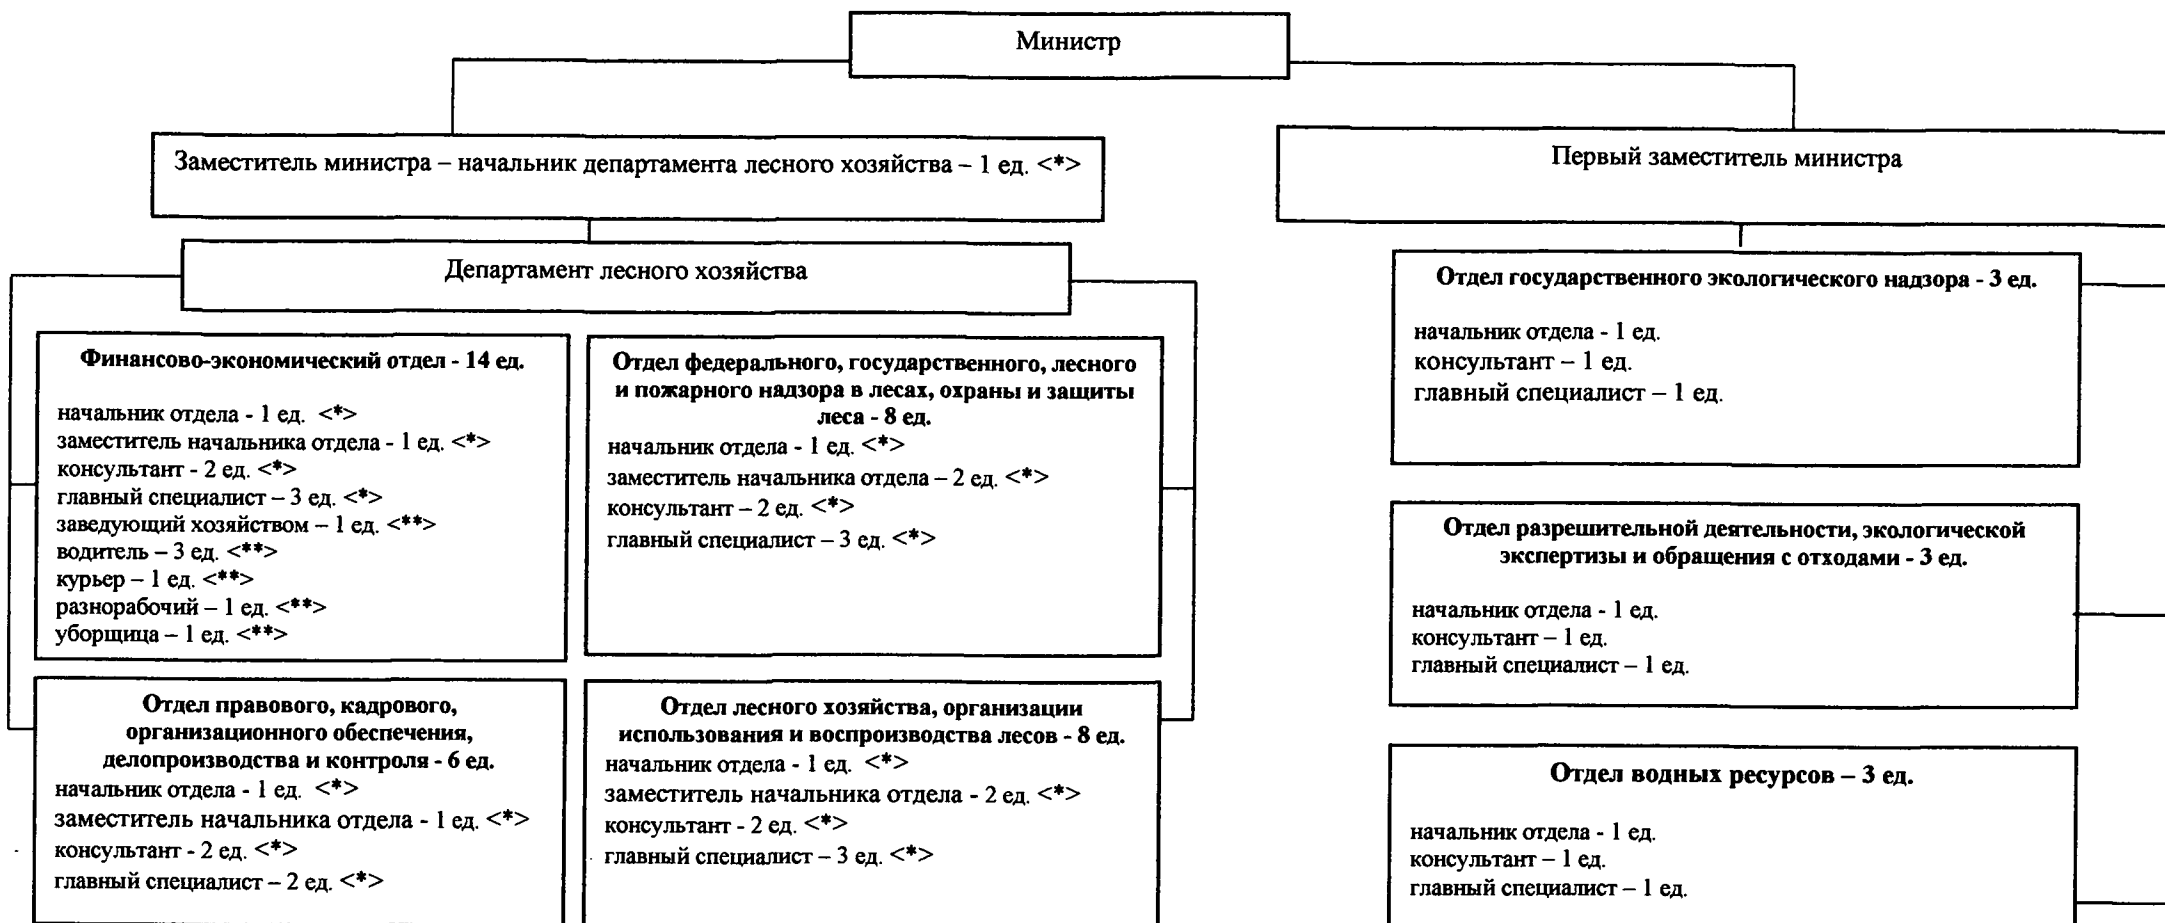 Министр
Заместитель министра – начальник департамента лесного хозяйства – 1 ед. <*>
Первый заместитель министра
Департамент лесного хозяйства
Финансово-экономический отдел - 14 ед.
начальник отдела - 1 ед. <*>
заместитель начальника отдела - 1 ед. <*>
консультант - 2 ед. <*>
главный специалист – 3 ед. <*>
заведующий хозяйством – 1 ед. <**>
водитель – 3 ед. <**>
курьер – 1 ед. <**>
разнорабочий – 1 ед. <**>
уборщица – 1 ед. <**>
Отдел федерального, государственного, лесного
и пожарного надзора в лесах, охраны и защиты
леса - 8 ед.
начальник отдела - 1 ед. <*>
заместитель начальника отдела – 2 ед. <*>
консультант – 2 ед. <*>
главный специалист – 3 ед. <*>
Отдел правового, кадрового,
организационного обеспечения,
делопроизводства и контроля - 6 ед.
начальник отдела - 1 ед. <*>
заместитель начальника отдела - 1 ед. <*>
консультант - 2 ед. <*>
главный специалист – 2 ед. <*>
Отдел лесного хозяйства, организации
использования и воспроизводства лесов - 8 ед.
начальник отдела - 1 ед. <*>
заместитель начальника отдела - 2 ед. <*>
консультант - 2 ед. <*>
главный специалист – 3 ед. <*>
Отдел государственного экологического надзора - 3 ед.
начальник отдела - 1 ед.
консультант – 1 ед.
главный специалист – 1 ед.
Отдел разрешительной деятельности, экологической
экспертизы и обращения с отходами - 3 ед.
начальник отдела - 1 ед.
консультант – 1 ед.
главный специалист – 1 ед.
Отдел водных ресурсов – 3 ед.
начальник отдела - 1 ед.
консультант – 1 ед.
главный специалист – 1 ед.